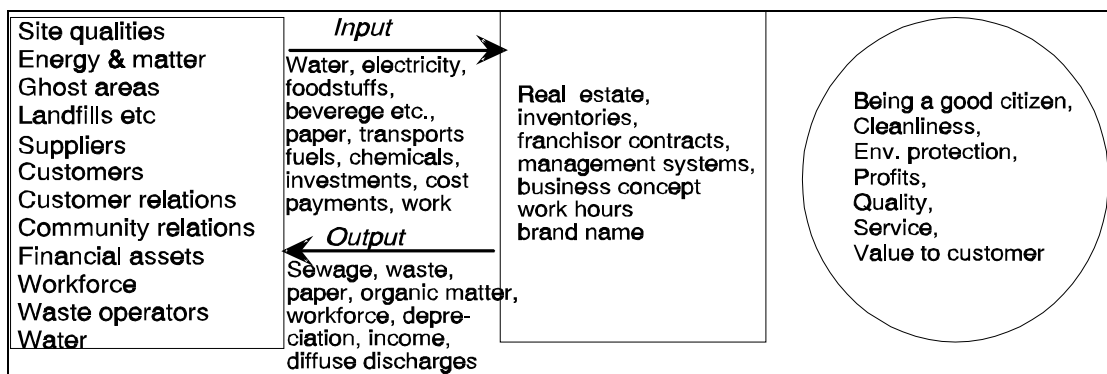 Site qualities
Energy & matter
Ghost areas
Landfills etc
Suppliers
Customers
Customer relations
Community relations
Financial assets
Workforce
Waste operators
Water
Input
Water, electricity,
foodstuffs,
beverege etc.,
paper, transports
fuels, chemicals,
investments, cost
payments, work
Output
Sewage, waste,
paper, organic matter,
workforce, depre-
ciation, income,
diffuse discharges
Real estate,
inventories,
franchisor contracts,
management systems,
business concept
work hours
brand name
Being a good citizen,
Cleanliness,
Env. protection,
Profits,
Quality,
Service,
Value to customer